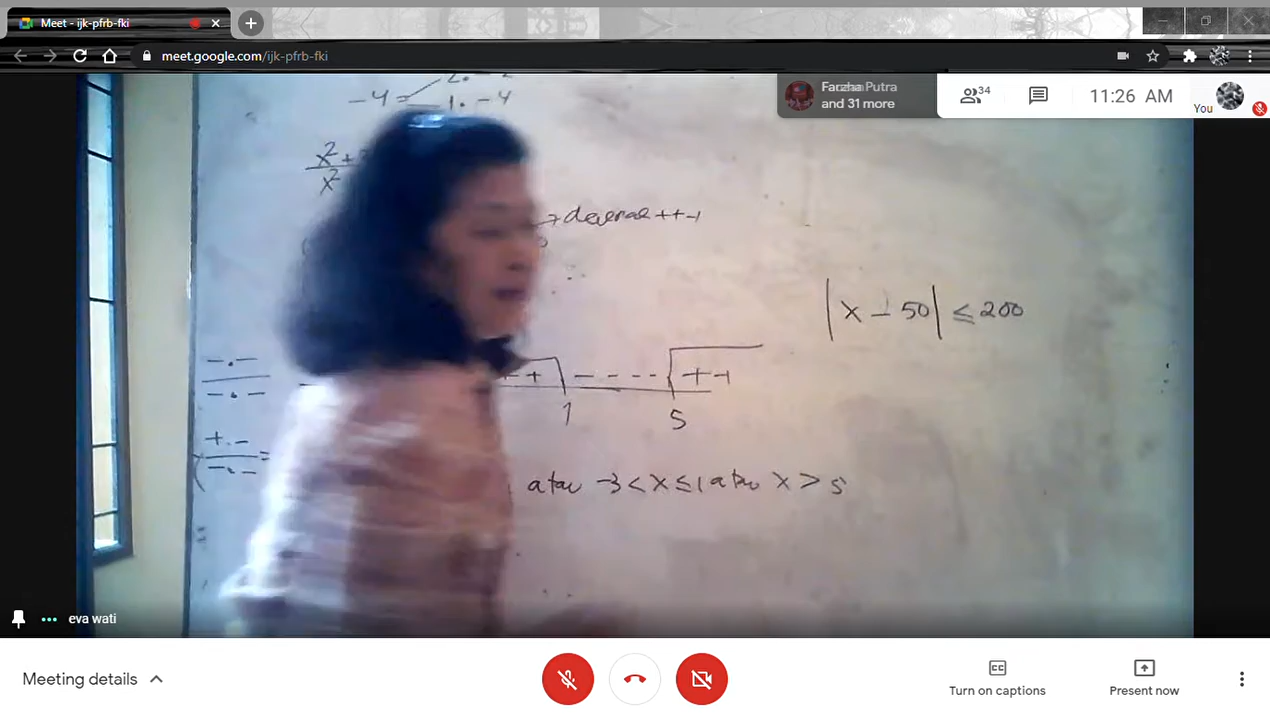 Meet - ijk-pfrb-fki
meet.google.com/ijk-pfrb-fki
Putra
and 31 more
34
11:26 AM
You
-4 =
1. -4
x² +
x²
++
|x - 50| ≤ 200
-.-
-.-
+ - - - - + +
1 5
+.-
-.- =
atau -3 < x ≤ 1 atau x > 5
=
eva wati
Meeting details
Turn on captions
Present now